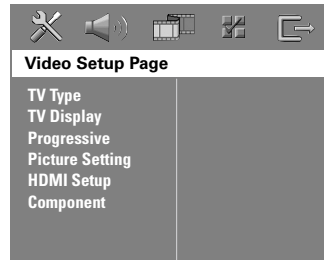 Video Setup Page
TV Type
TV Display
Progressive
Picture Setting
HDMI Setup
Component